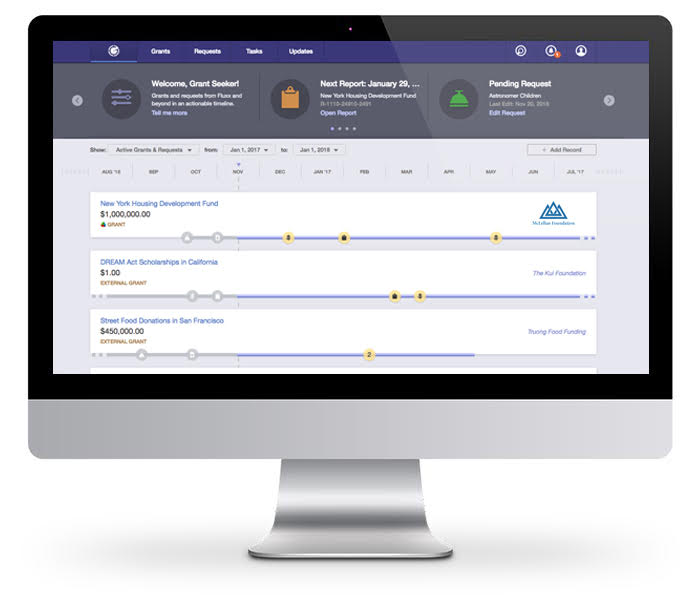 Grants Requests Tasks Updates
1
Welcome, Grant Seeker!
Grants and requests from Fluxx and
beyond in an actionable timeline.
Tell me more
Next Report: January 29, ...
New York Housing Development Fund
R-1110-24910-2491
Open Report
Pending Request
Astronomer Children
Last Edit: Nov 20, 2018
Edit Request
Show: Active Grants & Requests from: Jan 1, 2017 to: Jan 1, 2018 + Add Record
AUG '16 SEP OCT NOV DEC JAN '17 FEB MAR APR MAY JUN JUL '17
New York Housing Development Fund
$1,000,000.00
GRANT
McLellan Foundation
$ $
DREAM Act Scholarships in California
$1.00
EXTERNAL GRANT
The Kul Foundation
$
Street Food Donations in San Francisco
$450,000.00
EXTERNAL GRANT
Truong Food Funding
2